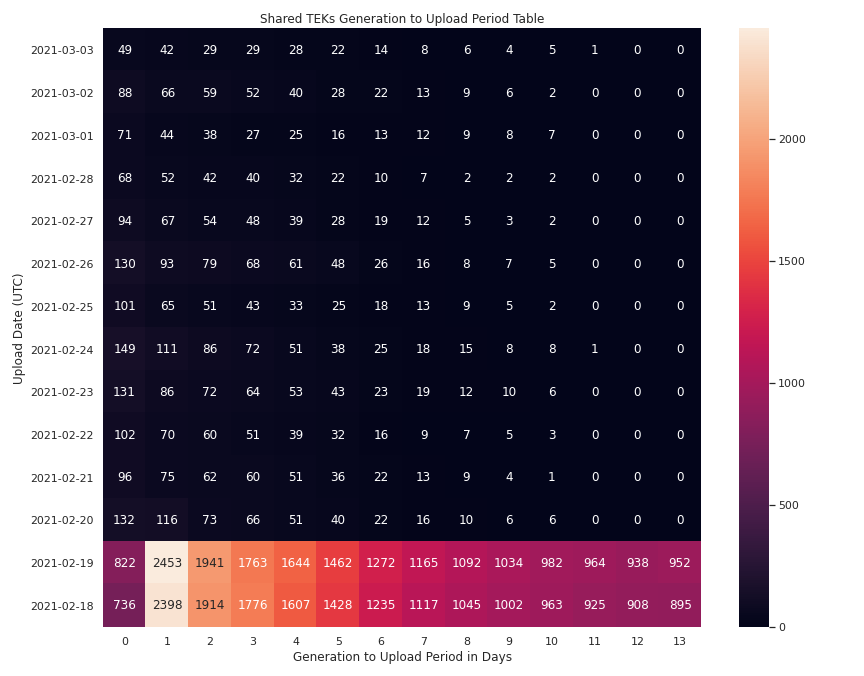 Shared TEKs Generation to Upload Period Table
2021-03-03 49 42 29 29 28 22 14 8 6 4 5 1 0 0
2021-03-02 88 66 59 52 40 28 22 13 9 6 2 0 0 0
2021-03-01 71 44 38 27 25 16 13 12 9 8 7 0 0 0
2021-02-28 68 52 42 40 32 22 10 7 2 2 2 0 0 0
2021-02-27 94 67 54 48 39 28 19 12 5 3 2 0 0 0
2021-02-26 130 93 79 68 61 48 26 16 8 7 5 0 0 0
2021-02-25 101 65 51 43 33 25 18 13 9 5 2 0 0 0
2021-02-24 149 111 86 72 51 38 25 18 15 8 8 1 0 0
2021-02-23 131 86 72 64 53 43 23 19 12 10 6 0 0 0
2021-02-22 102 70 60 51 39 32 16 9 7 5 3 0 0 0
2021-02-21 96 75 62 60 51 36 22 13 9 4 1 0 0 0
2021-02-20 132 116 73 66 51 40 22 16 10 6 6 0 0 0
2021-02-19 822 2453 1941 1763 1644 1462 1272 1165 1092 1034 982 964 938 952
2021-02-18 736 2398 1914 1776 1607 1428 1235 1117 1045 1002 963 925 908 895
0 1 2 3 4 5 6 7 8 9 10 11 12 13
Generation to Upload Period in Days
Upload Date (UTC)
2000
1500
1000
500
0